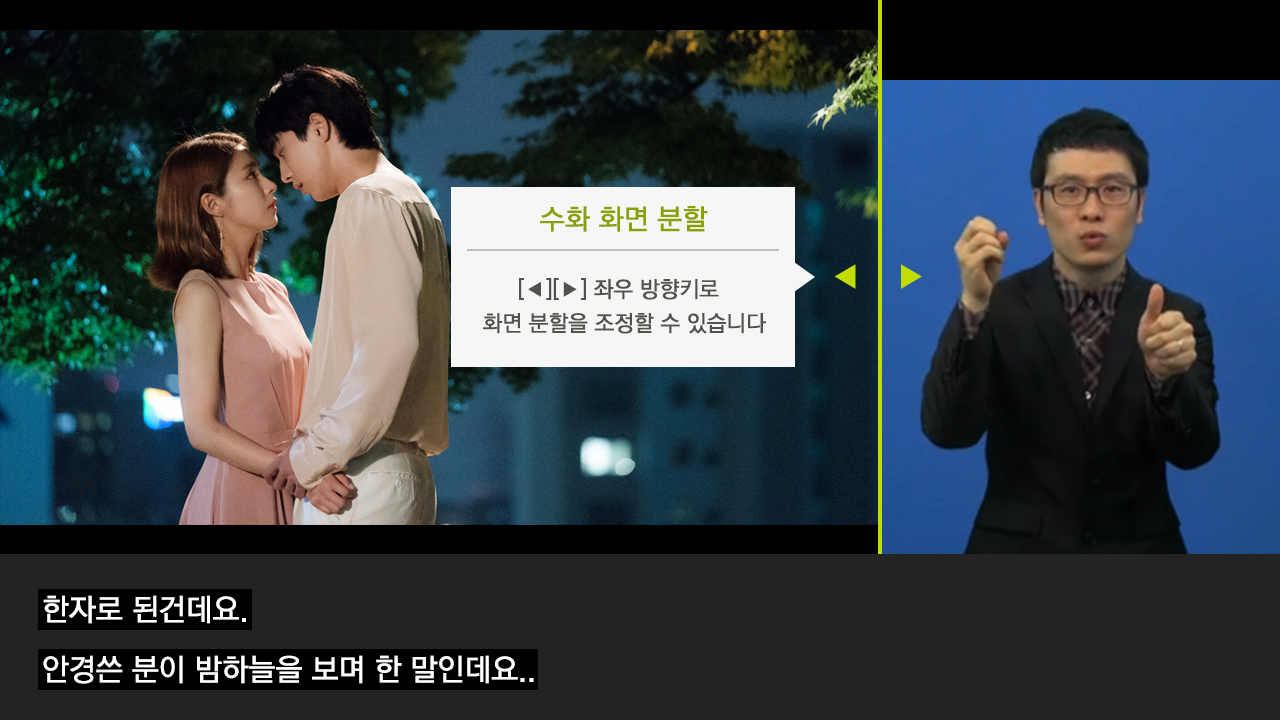 수화 화면 분할
[◀][▶] 좌우 방향키로
화면 분할을 조정할 수 있습니다
한자로 된건데요.
안경쓴 분이 밤하늘을 보며 한 말인데요..